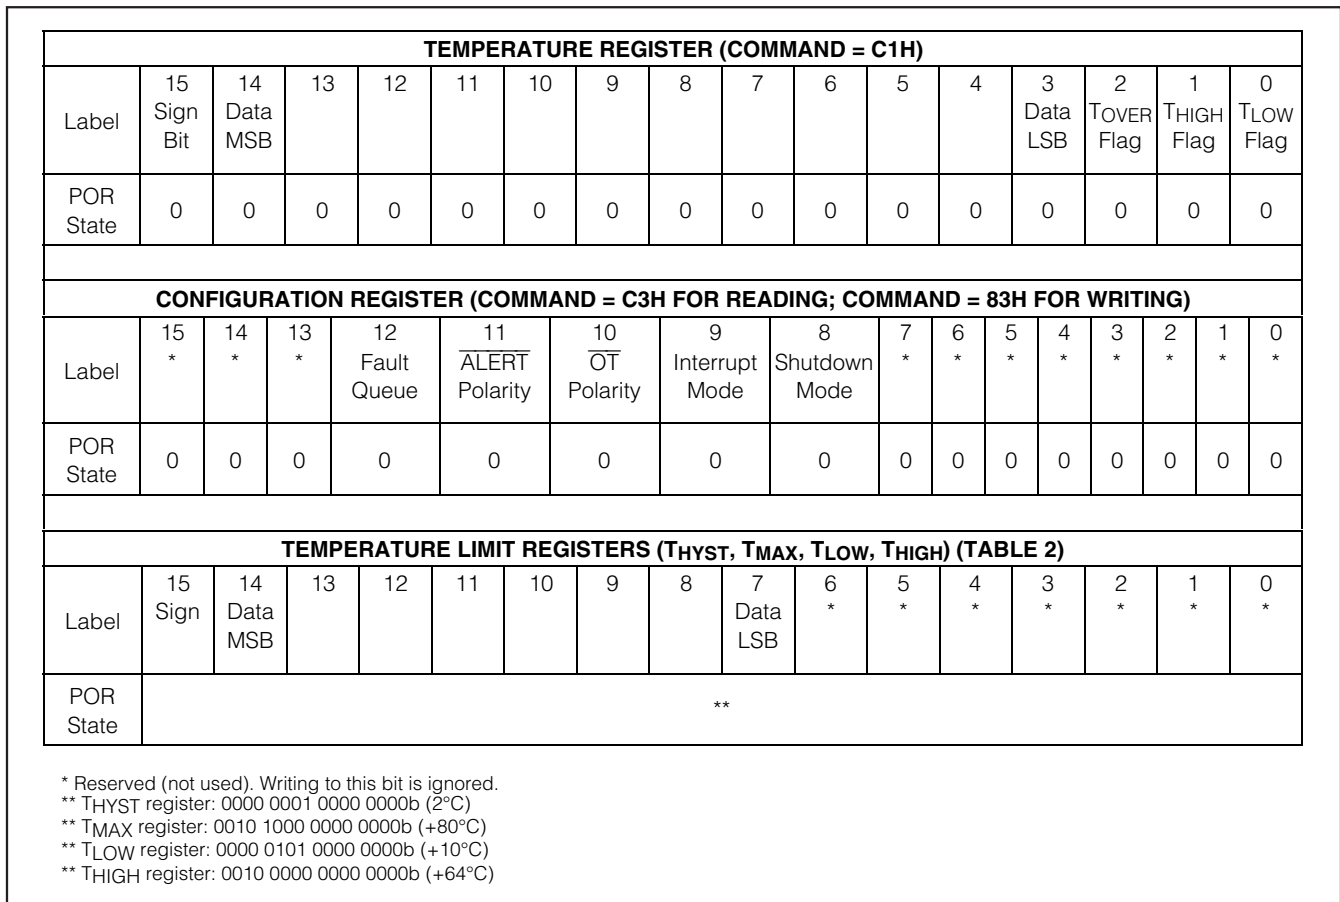 TEMPERATURE REGISTER (COMMAND = C1H)
Label 15 Sign Bit 14 Data MSB 13 12 11 10 9 8 7 6 5 4 3 Data LSB 2 TOVER Flag 1 THIGH Flag 0 TLOW Flag
POR State 0 0 0 0 0 0 0 0 0 0 0 0 0 0 0 0
CONFIGURATION REGISTER (COMMAND = C3H FOR READING; COMMAND = 83H FOR WRITING)
Label 15 * 14 * 13 * 12 Fault Queue 11 ALERT Polarity 10 OT Polarity 9 Interrupt Mode 8 Shutdown Mode 7 * 6 * 5 * 4 * 3 * 2 * 1 * 0 *
POR State 0 0 0 0 0 0 0 0 0 0 0 0 0 0 0 0
TEMPERATURE LIMIT REGISTERS (THYST, TMAX, TLOW, THIGH) (TABLE 2)
Label 15 Sign 14 Data MSB 13 12 11 10 9 8 7 Data LSB 6 * 5 * 4 * 3 * 2 * 1 * 0 *
POR State **
* Reserved (not used). Writing to this bit is ignored.
** THYST register: 0000 0001 0000 0000b (2°C)
** TMAX register: 0010 1000 0000 0000b (+80°C)
** TLOW register: 0000 0101 0000 0000b (+10°C)
** THIGH register: 0010 0000 0000 0000b (+64°C)